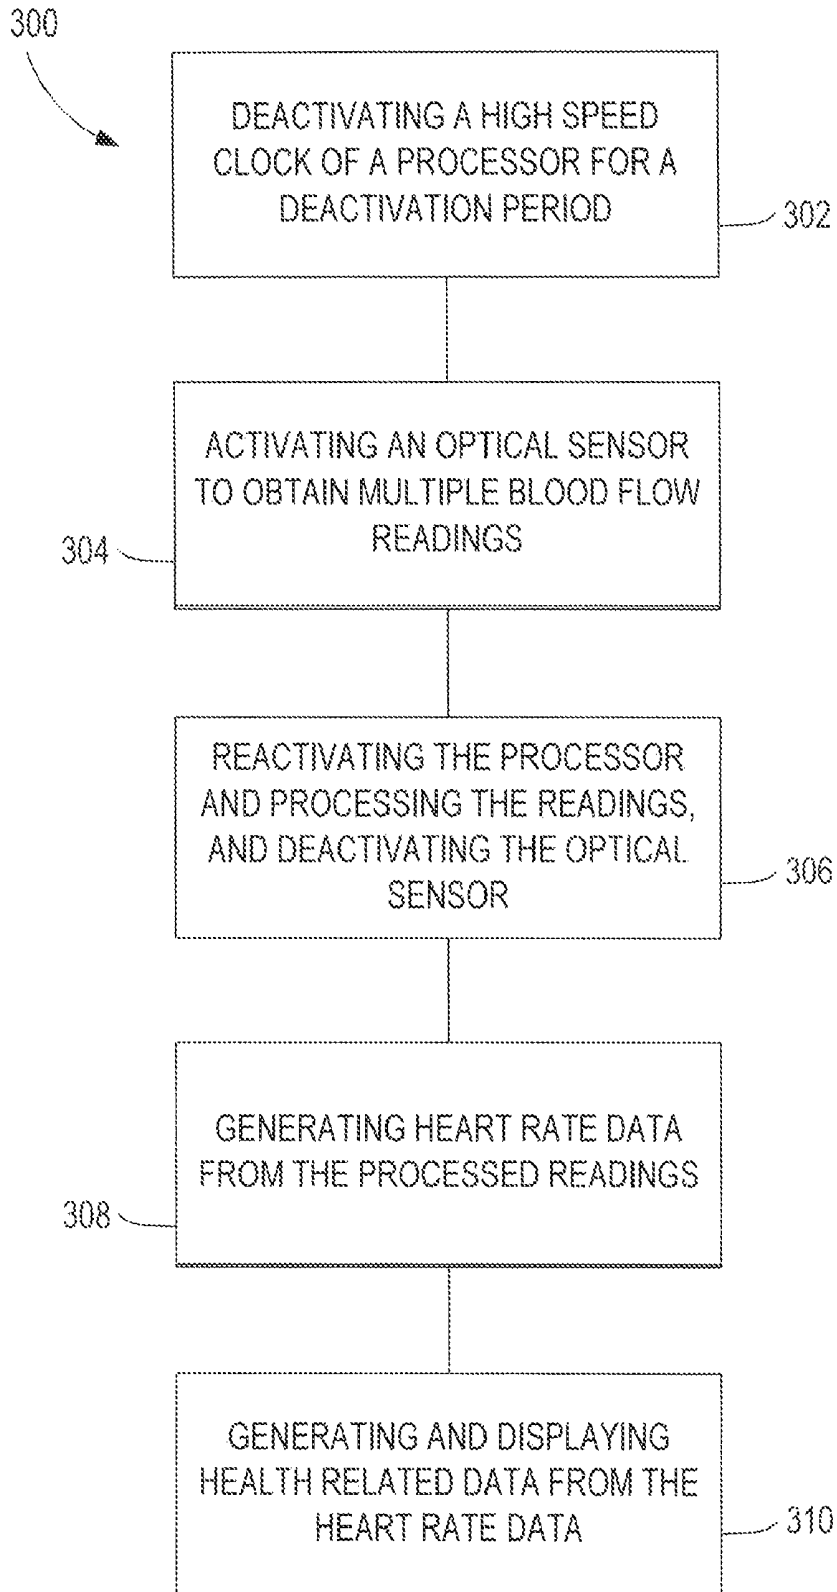 300
DEACTIVATING A HIGH SPEED
CLOCK OF A PROCESSOR FOR A
DEACTIVATION PERIOD
302
ACTIVATING AN OPTICAL SENSOR
TO OBTAIN MULTIPLE BLOOD FLOW
READINGS
304
REACTIVATING THE PROCESSOR
AND PROCESSING THE READINGS,
AND DEACTIVATING THE OPTICAL
SENSOR
306
GENERATING HEART RATE DATA
FROM THE PROCESSED READINGS
308
GENERATING AND DISPLAYING
HEALTH RELATED DATA FROM THE
HEART RATE DATA
310